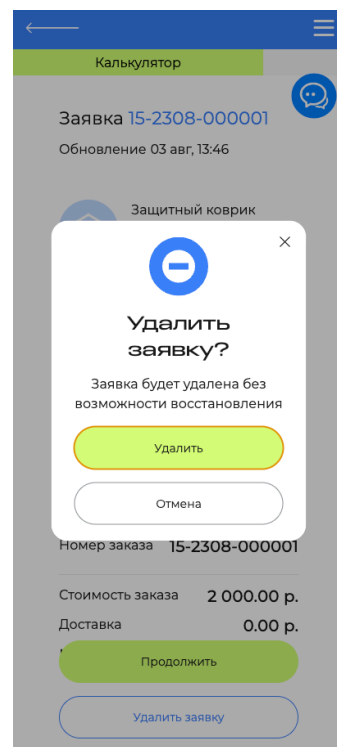 Калькулятор
Заявка 15-2308-000001
Обновление 03 авг, 13:46
Защитный коврик
Удалить
заявку?
Заявка будет удалена без
возможности восстановления
Удалить
Отмена
Номер заказа 15-2308-000001
Стоимость заказа 2 000.00 р.
Доставка 0.00 р.
Продолжить
Удалить заявку